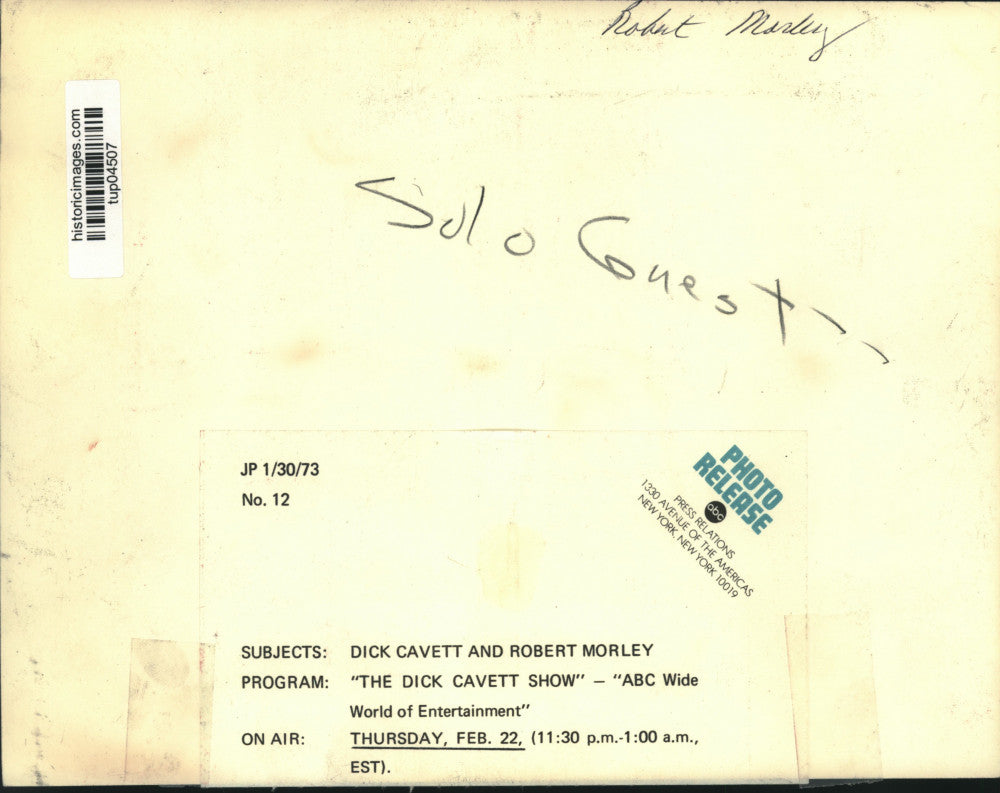 Robert Morley
historicimages.com
tup04507
Solo Guest --
JP 1/30/73
No. 12
PHOTO
RELEASE
abc
PRESS RELATIONS
1330 AVENUE OF THE AMERICAS
NEW YORK, NEW YORK 10019
SUBJECTS: DICK CAVETT AND ROBERT MORLEY
PROGRAM: "THE DICK CAVETT SHOW" – "ABC Wide
World of Entertainment"
ON AIR: THURSDAY, FEB. 22, (11:30 p.m.-1:00 a.m.,
EST).